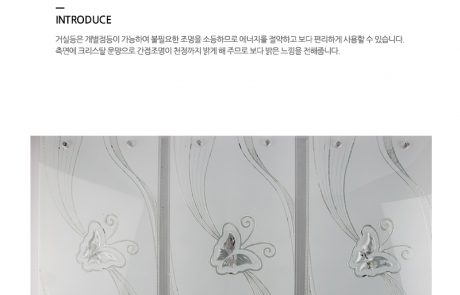 INTRODUCE
거실등은 개별점등이 가능하여 불필요한 조명을 소등하므로 에너지를 절약하고 보다 편리하게 사용할 수 있습니다.
측면에 크리스탈 문양으로 간접조명이 천정까지 밝게 해 주므로 보다 밝은 느낌을 전해줍니다.